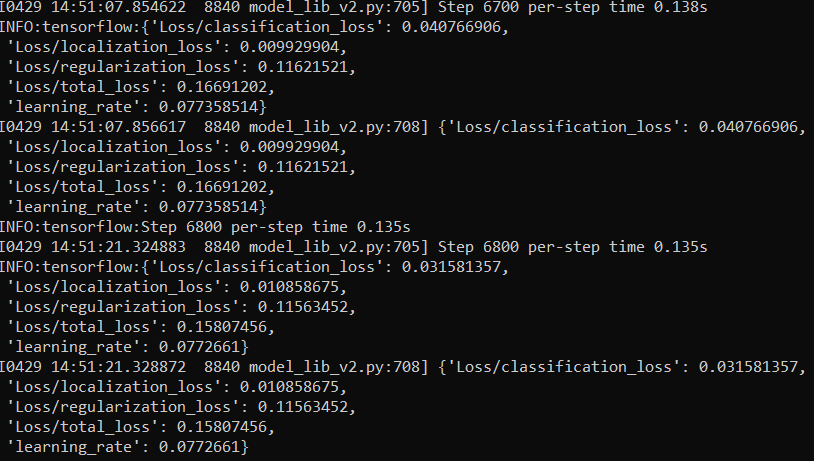 I0429 14:51:07.854622  8840 model_lib_v2.py:705] Step 6700 per-step time 0.138s
INFO:tensorflow:{'Loss/classification_loss': 0.040766906,
 'Loss/localization_loss': 0.009929904,
 'Loss/regularization_loss': 0.11621521,
 'Loss/total_loss': 0.16691202,
 'learning_rate': 0.077358514}
I0429 14:51:07.856617  8840 model_lib_v2.py:708] {'Loss/classification_loss': 0.040766906,
 'Loss/localization_loss': 0.009929904,
 'Loss/regularization_loss': 0.11621521,
 'Loss/total_loss': 0.16691202,
 'learning_rate': 0.077358514}
INFO:tensorflow:Step 6800 per-step time 0.135s
I0429 14:51:21.324883  8840 model_lib_v2.py:705] Step 6800 per-step time 0.135s
INFO:tensorflow:{'Loss/classification_loss': 0.031581357,
 'Loss/localization_loss': 0.010858675,
 'Loss/regularization_loss': 0.11563452,
 'Loss/total_loss': 0.15807456,
 'learning_rate': 0.0772661}
I0429 14:51:21.328872  8840 model_lib_v2.py:708] {'Loss/classification_loss': 0.031581357,
 'Loss/localization_loss': 0.010858675,
 'Loss/regularization_loss': 0.11563452,
 'Loss/total_loss': 0.15807456,
 'learning_rate': 0.0772661}